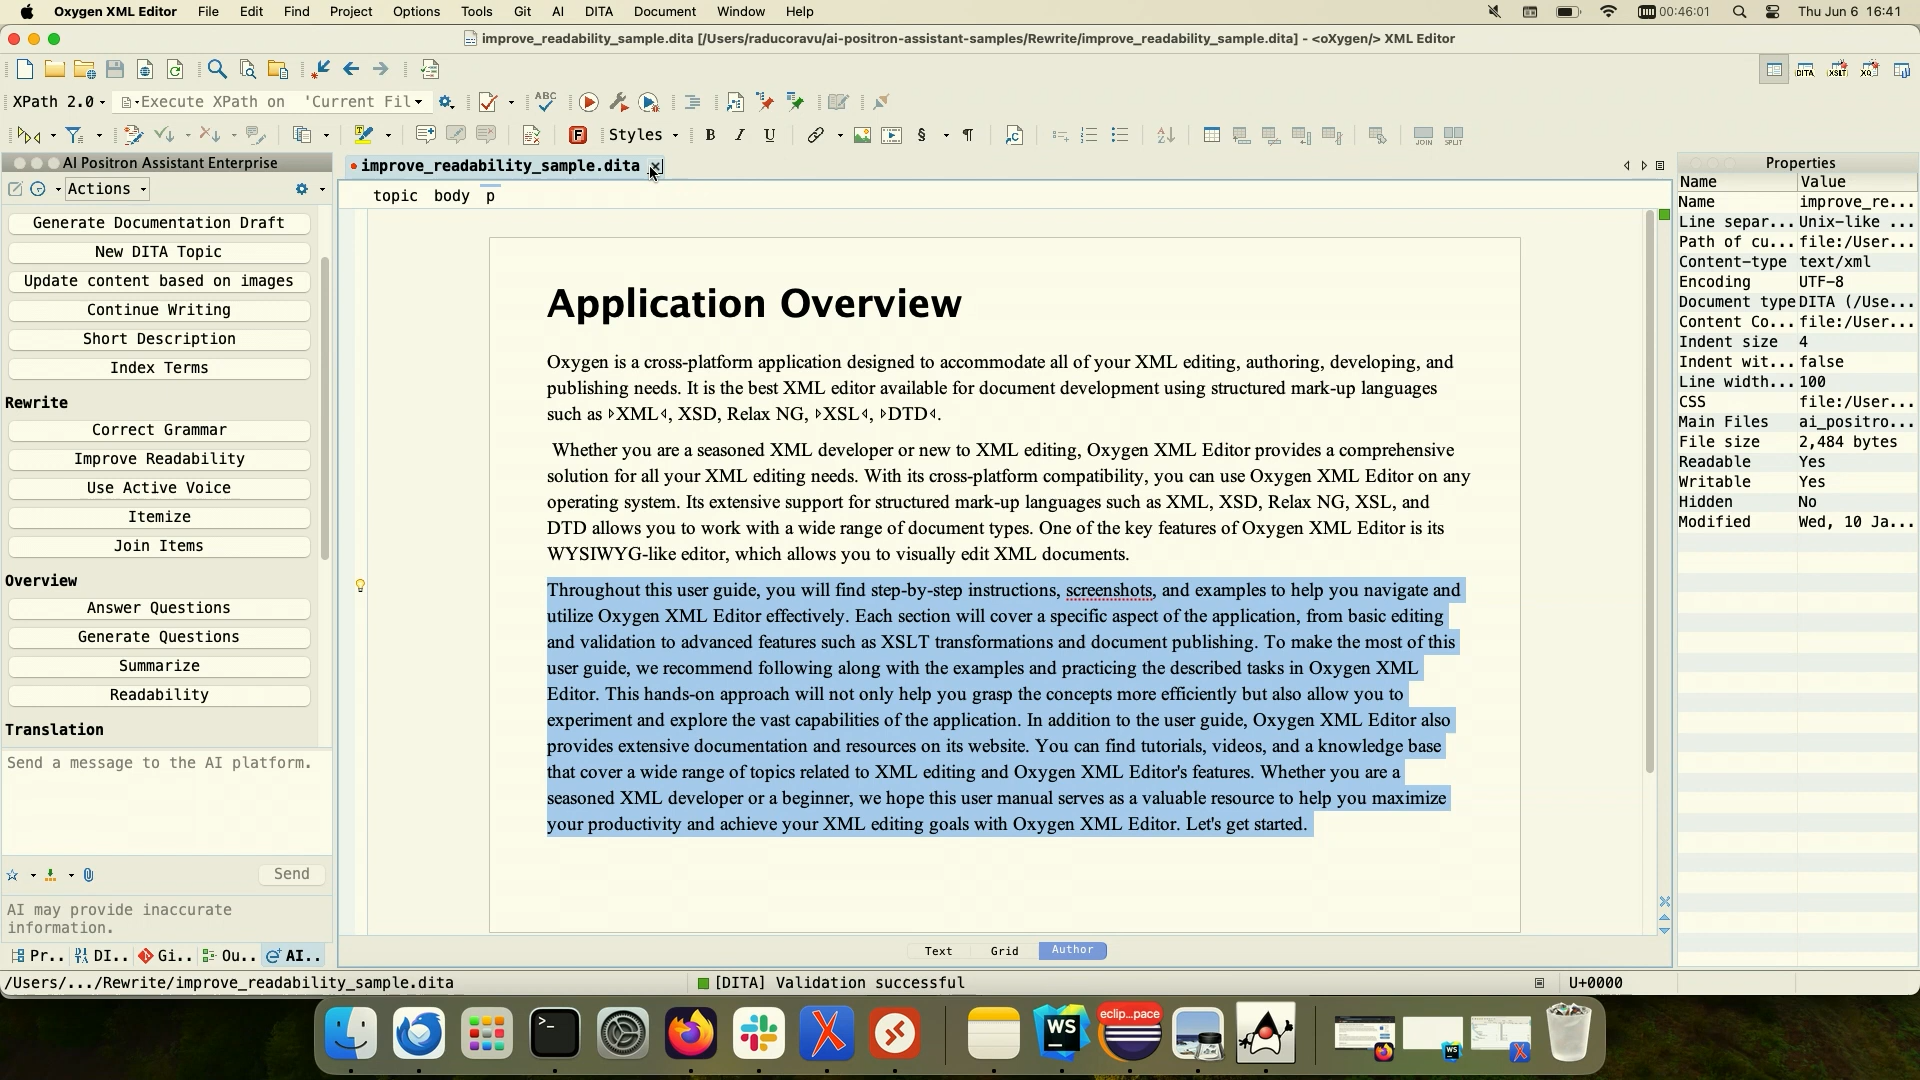 Oxygen XML Editor File Edit Find Project Options Tools Git AI DITA Document Window Help 00:46:01 Thu Jun 6 16:41
improve_readability_sample.dita [/Users/raducoravu/ai-positron-assistant-samples/Rewrite/improve_readability_sample.dita] - <oXygen/> XML Editor
XPath 2.0 Execute XPath on 'Current Fil
Styles B I U § ¶ JOIN SPLIT
AI Positron Assistant Enterprise
Actions
Generate Documentation Draft
New DITA Topic
Update content based on images
Continue Writing
Short Description
Index Terms
Rewrite
Correct Grammar
Improve Readability
Use Active Voice
Itemize
Join Items
Overview
Answer Questions
Generate Questions
Summarize
Readability
Translation
Send a message to the AI platform.
Send
AI may provide inaccurate
information.
Pr.. DI.. Gi.. Ou.. AI..
improve_readability_sample.dita
topic body p
Application Overview
Oxygen is a cross-platform application designed to accommodate all of your XML editing, authoring, developing, and
publishing needs. It is the best XML editor available for document development using structured mark-up languages
such as XML, XSD, Relax NG, XSL, DTD.
Whether you are a seasoned XML developer or new to XML editing, Oxygen XML Editor provides a comprehensive
solution for all your XML editing needs. With its cross-platform compatibility, you can use Oxygen XML Editor on any
operating system. Its extensive support for structured mark-up languages such as XML, XSD, Relax NG, XSL, and
DTD allows you to work with a wide range of document types. One of the key features of Oxygen XML Editor is its
WYSIWYG-like editor, which allows you to visually edit XML documents.
Throughout this user guide, you will find step-by-step instructions, screenshots, and examples to help you navigate and
utilize Oxygen XML Editor effectively. Each section will cover a specific aspect of the application, from basic editing
and validation to advanced features such as XSLT transformations and document publishing. To make the most of this
user guide, we recommend following along with the examples and practicing the described tasks in Oxygen XML
Editor. This hands-on approach will not only help you grasp the concepts more efficiently but also allow you to
experiment and explore the vast capabilities of the application. In addition to the user guide, Oxygen XML Editor also
provides extensive documentation and resources on its website. You can find tutorials, videos, and a knowledge base
that cover a wide range of topics related to XML editing and Oxygen XML Editor's features. Whether you are a
seasoned XML developer or a beginner, we hope this user manual serves as a valuable resource to help you maximize
your productivity and achieve your XML editing goals with Oxygen XML Editor. Let's get started.
Text Grid Author
Properties
Name Value
Name improve_re...
Line separ... Unix-like ...
Path of cu... file:/User...
Content-type text/xml
Encoding UTF-8
Document type DITA (/Use...
Content Co... file:/User...
Indent size 4
Indent wit... false
Line width... 100
CSS file:/User...
Main Files ai_positro...
File size 2,484 bytes
Readable Yes
Writable Yes
Hidden No
Modified Wed, 10 Ja...
/Users/.../Rewrite/improve_readability_sample.dita [DITA] Validation successful U+0000
WS eclip...pace